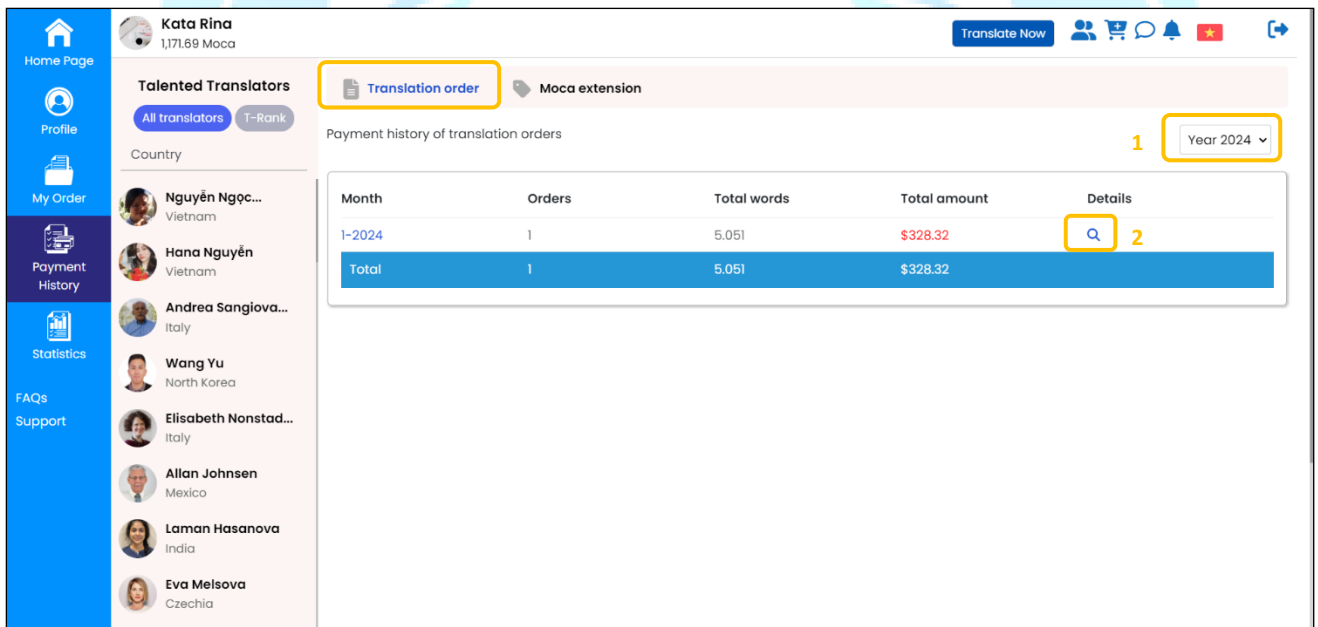 Home Page
Profile
My Order
Payment
History
Statistics
FAQs
Support
Kata Rina
1,171.69 Moca
Translate Now
Talented Translators
All translators
T-Rank
Country
Nguyễn Ngọc...
Vietnam
Hana Nguyễn
Vietnam
Andrea Sangiova...
Italy
Wang Yu
North Korea
Elisabeth Nonstad...
Italy
Allan Johnsen
Mexico
Laman Hasanova
India
Eva Melsova
Czechia
Translation order
Moca extension
Payment history of translation orders
1
Year 2024
Month Orders Total words Total amount Details
1-2024 1 5.051 $328.32
2
Total 1 5.051 $328.32